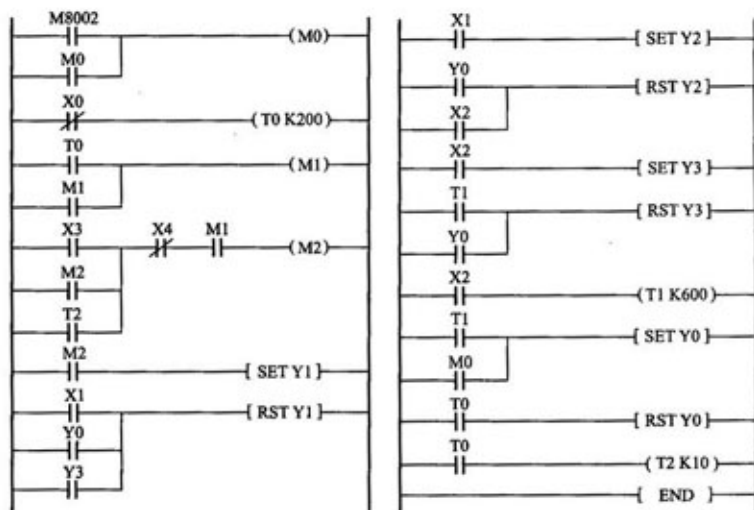 M8002
(M0)
M0
X0
(T0 K200)
T0
(M1)
M1
X3 X4 M1
(M2)
M2
T2
M2
[ SET Y1 ]
X1
[ RST Y1 ]
Y0
Y3
X1
[ SET Y2 ]
Y0
[ RST Y2 ]
X2
X2
[ SET Y3 ]
T1
[ RST Y3 ]
Y0
X2
(T1 K600)
T1
[ SET Y0 ]
M0
T0
[ RST Y0 ]
T0
(T2 K10)
[ END ]